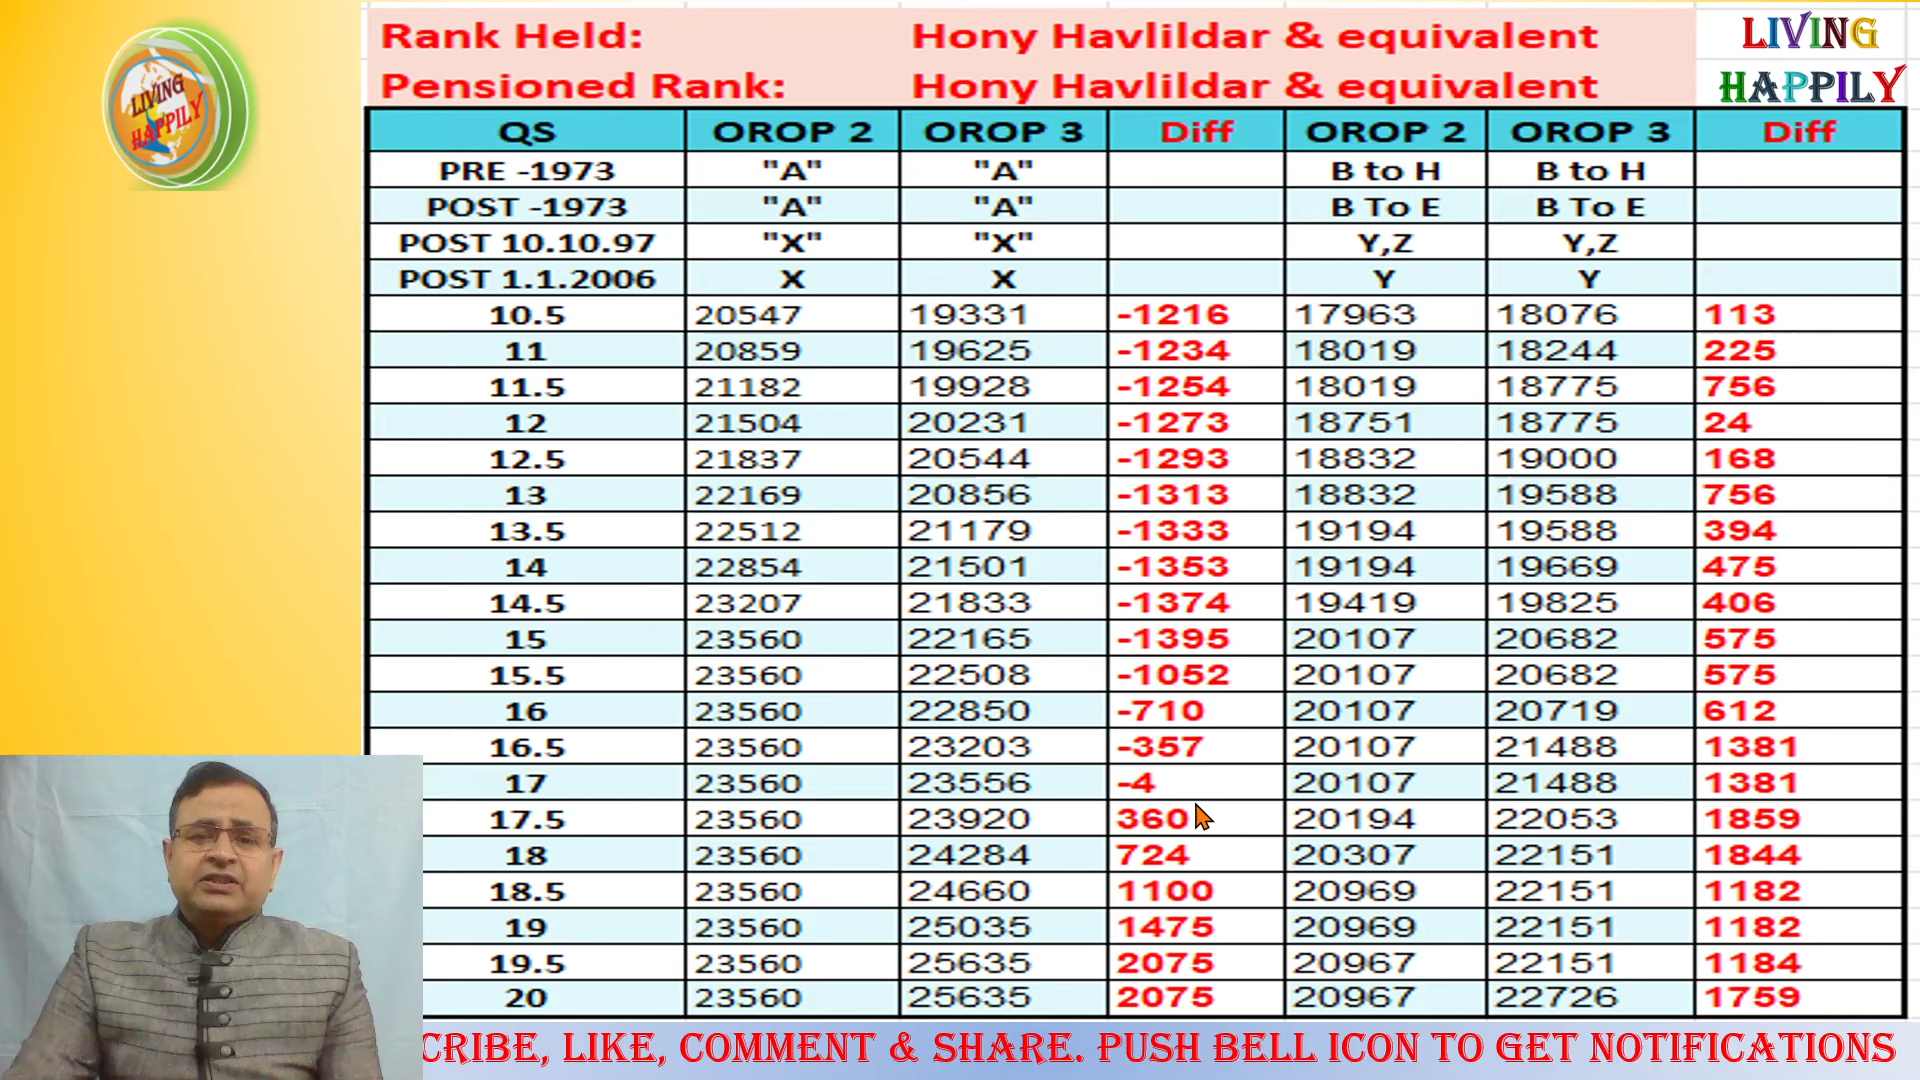 Rank Held: Hony Havlildar & equivalent
Pensioned Rank: Hony Havlildar & equivalent
LIVING
HAPPILY
LIVING
HAPPILY
QS OROP 2 OROP 3 Diff OROP 2 OROP 3 Diff
PRE -1973 "A" "A" B to H B to H
POST -1973 "A" "A" B To E B To E
POST 10.10.97 "X" "X" Y,Z Y,Z
POST 1.1.2006 X X Y Y
10.5 20547 19331 -1216 17963 18076 113
11 20859 19625 -1234 18019 18244 225
11.5 21182 19928 -1254 18019 18775 756
12 21504 20231 -1273 18751 18775 24
12.5 21837 20544 -1293 18832 19000 168
13 22169 20856 -1313 18832 19588 756
13.5 22512 21179 -1333 19194 19588 394
14 22854 21501 -1353 19194 19669 475
14.5 23207 21833 -1374 19419 19825 406
15 23560 22165 -1395 20107 20682 575
15.5 23560 22508 -1052 20107 20682 575
16 23560 22850 -710 20107 20719 612
16.5 23560 23203 -357 20107 21488 1381
17 23560 23556 -4 20107 21488 1381
17.5 23560 23920 360 20194 22053 1859
18 23560 24284 724 20307 22151 1844
18.5 23560 24660 1100 20969 22151 1182
19 23560 25035 1475 20969 22151 1182
19.5 23560 25635 2075 20967 22151 1184
20 23560 25635 2075 20967 22726 1759
CRIBE, LIKE, COMMENT & SHARE. PUSH BELL ICON TO GET NOTIFICATIONS